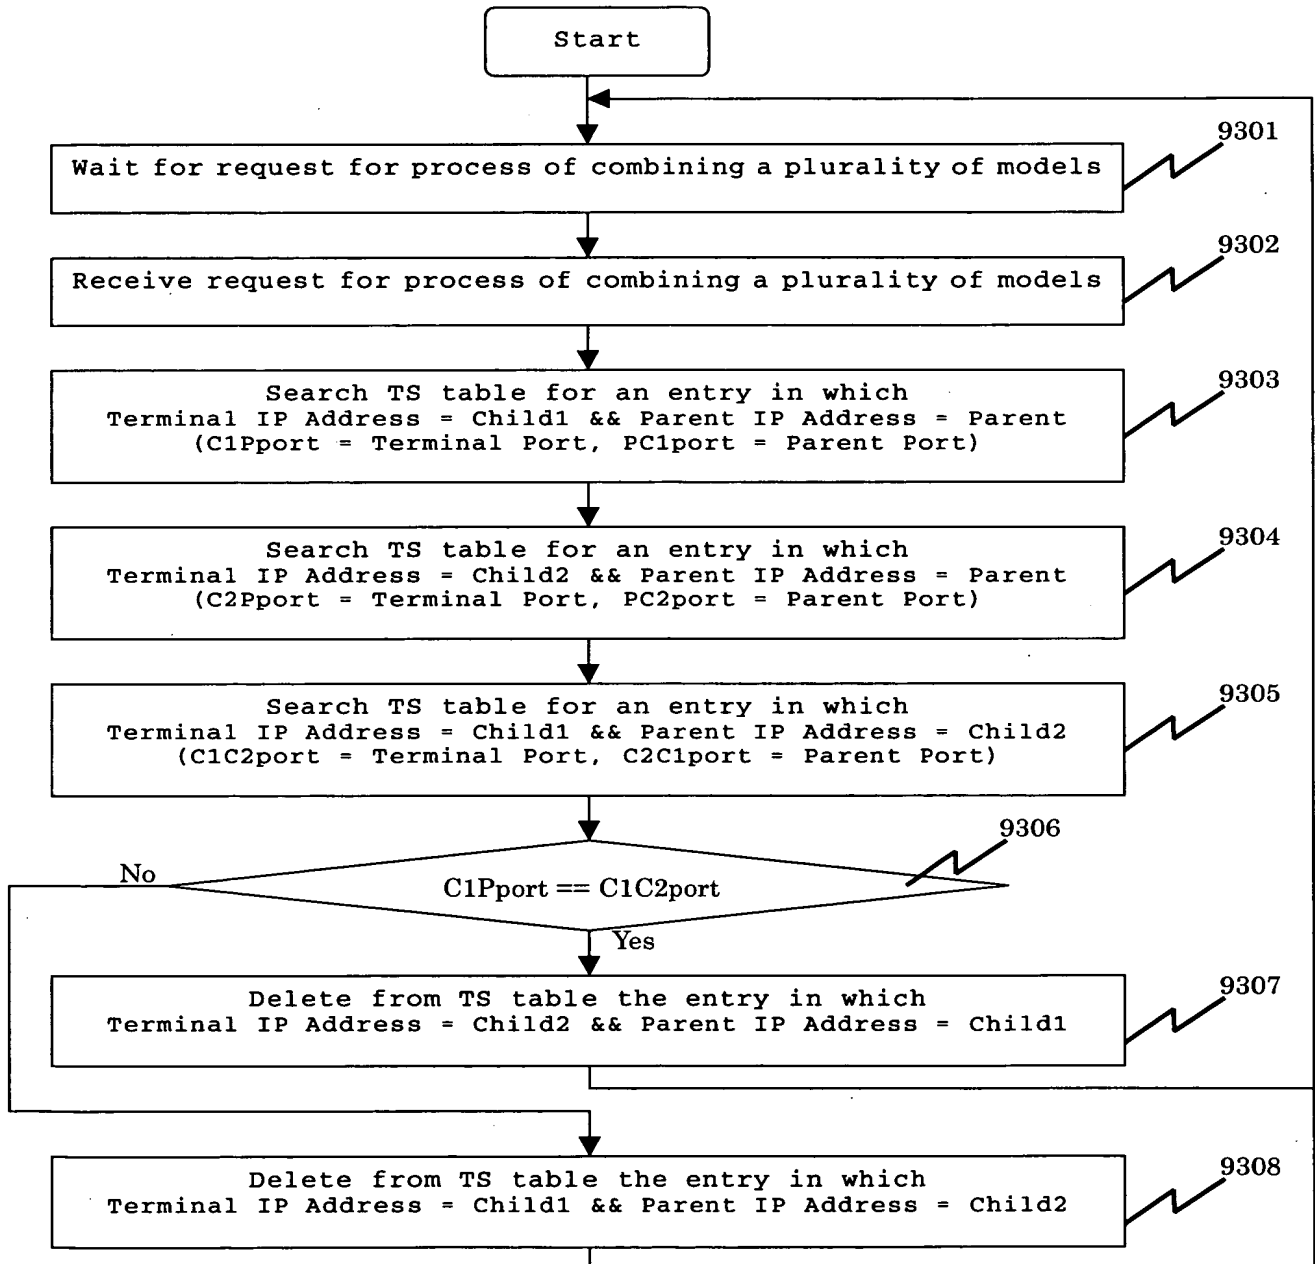 Start
9301
Wait for request for process of combining a plurality of models
9302
Receive request for process of combining a plurality of models
9303
Search TS table for an entry in which
Terminal IP Address = Child1 && Parent IP Address = Parent
(C1Pport = Terminal Port, PC1port = Parent Port)
9304
Search TS table for an entry in which
Terminal IP Address = Child2 && Parent IP Address = Parent
(C2Pport = Terminal Port, PC2port = Parent Port)
9305
Search TS table for an entry in which
Terminal IP Address = Child1 && Parent IP Address = Child2
(C1C2port = Terminal Port, C2C1port = Parent Port)
9306
No
C1Pport == C1C2port
Yes
9307
Delete from TS table the entry in which
Terminal IP Address = Child2 && Parent IP Address = Child1
9308
Delete from TS table the entry in which
Terminal IP Address = Child1 && Parent IP Address = Child2